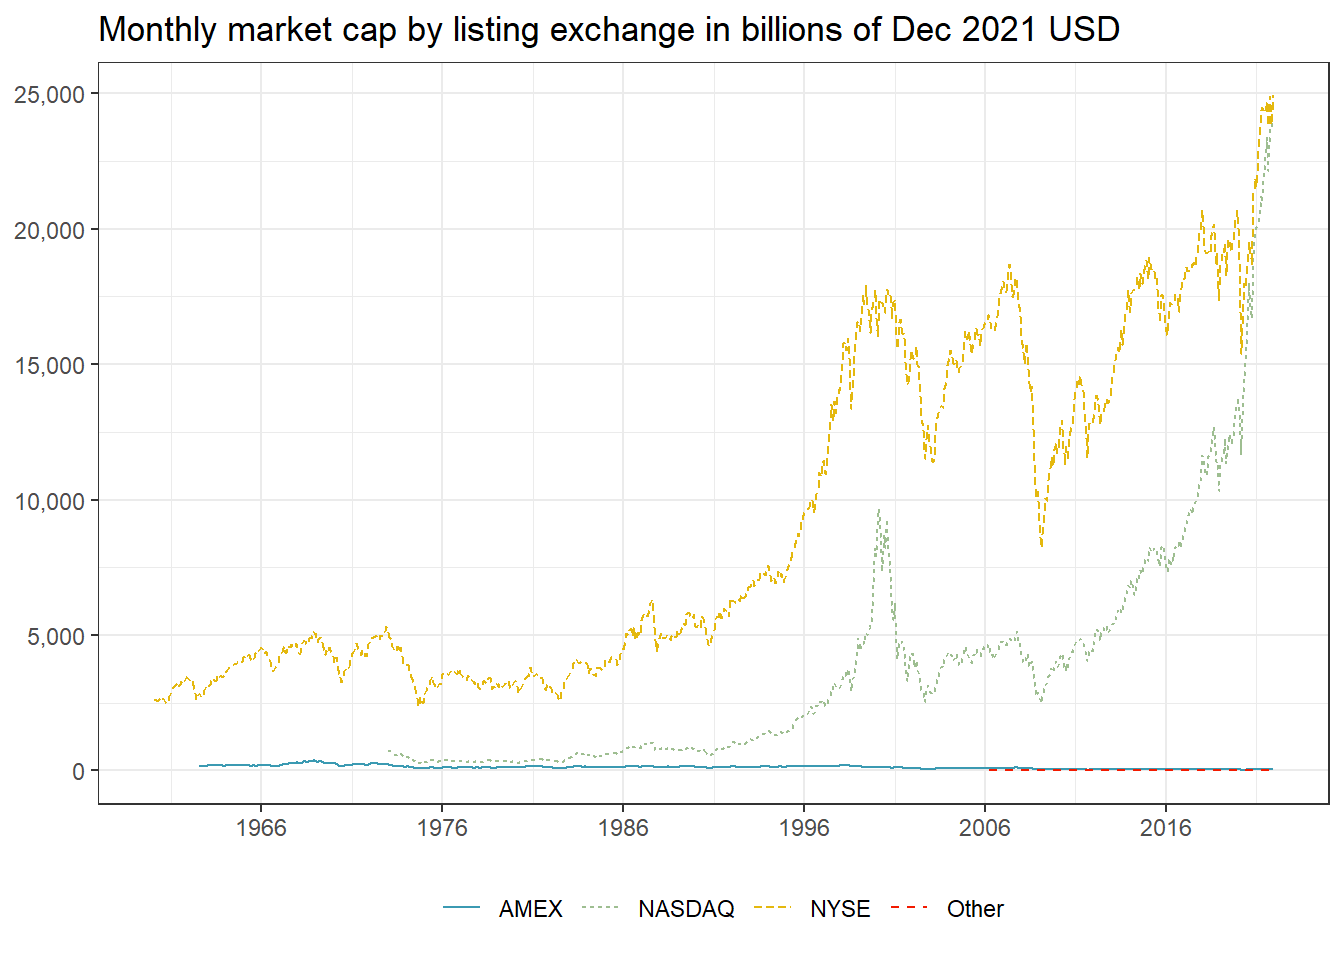 Monthly market cap by listing exchange in billions of Dec 2021 USD
25,000
20,000
15,000
10,000
5,000
0
1966 1976 1986 1996 2006 2016
AMEX NASDAQ NYSE Other